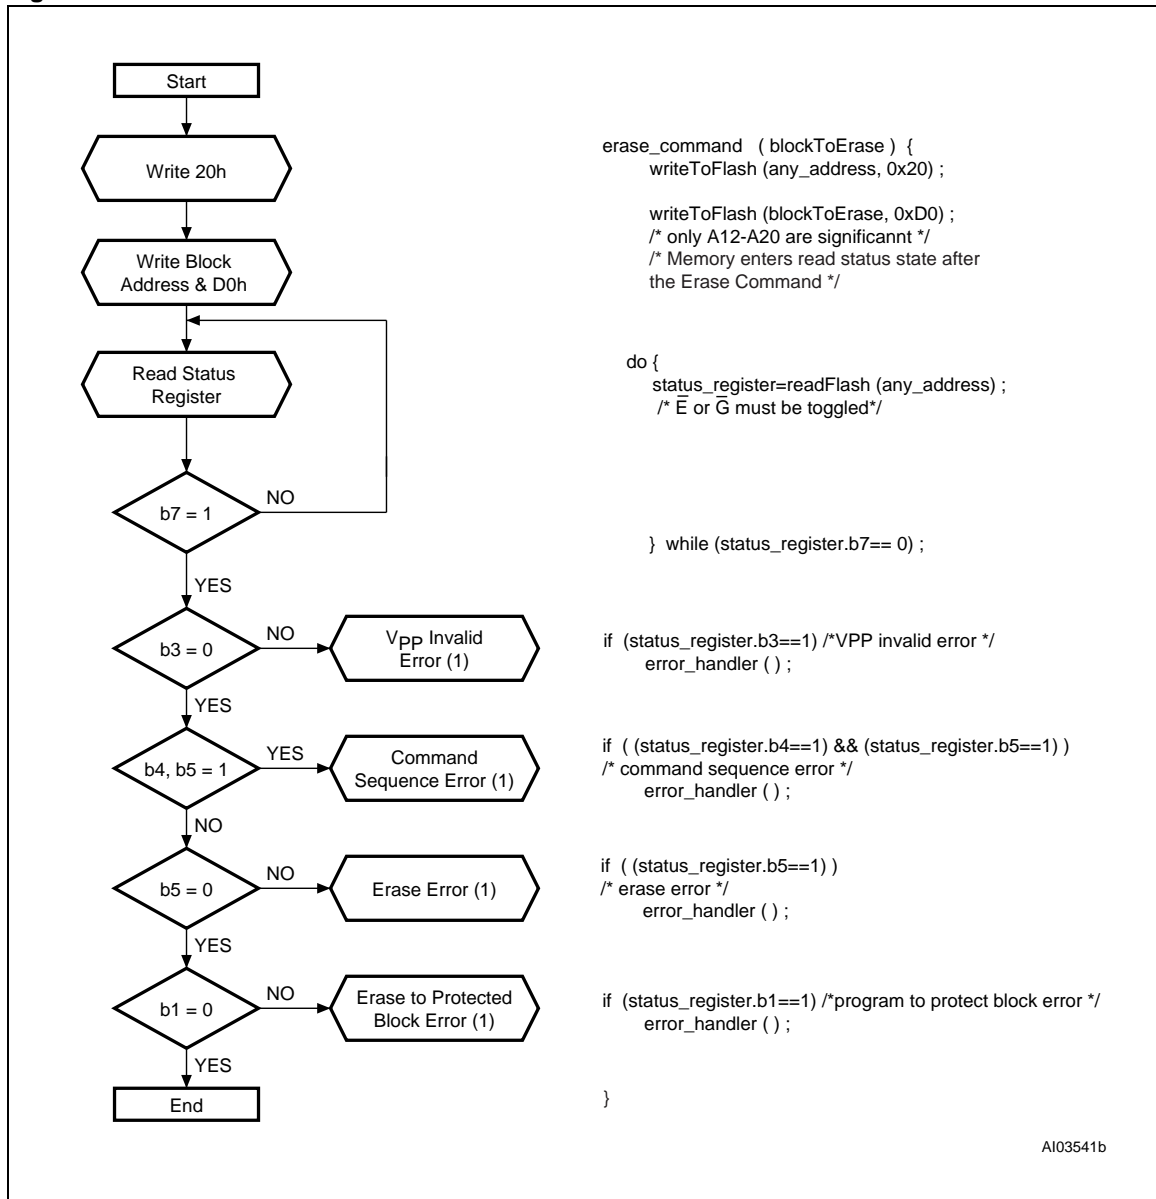 Start
Write 20h
Write Block
Address & D0h
Read Status
Register
b7 = 1
NO
YES
b3 = 0
NO
VPP Invalid
Error (1)
YES
b4, b5 = 1
YES
Command
Sequence Error (1)
NO
b5 = 0
NO
Erase Error (1)
YES
b1 = 0
NO
Erase to Protected
Block Error (1)
YES
End
erase_command ( blockToErase ) {
writeToFlash (any_address, 0x20) ;
writeToFlash (blockToErase, 0xD0) ;
/* only A12-A20 are significannt */
/* Memory enters read status state after
the Erase Command */
do {
status_register=readFlash (any_address) ;
/* E̅ or G̅ must be toggled*/
} while (status_register.b7== 0) ;
if (status_register.b3==1) /*VPP invalid error */
error_handler ( ) ;
if ( (status_register.b4==1) && (status_register.b5==1) )
/* command sequence error */
error_handler ( ) ;
if ( (status_register.b5==1) )
/* erase error */
error_handler ( ) ;
if (status_register.b1==1) /*program to protect block error */
error_handler ( ) ;
}
AI03541b